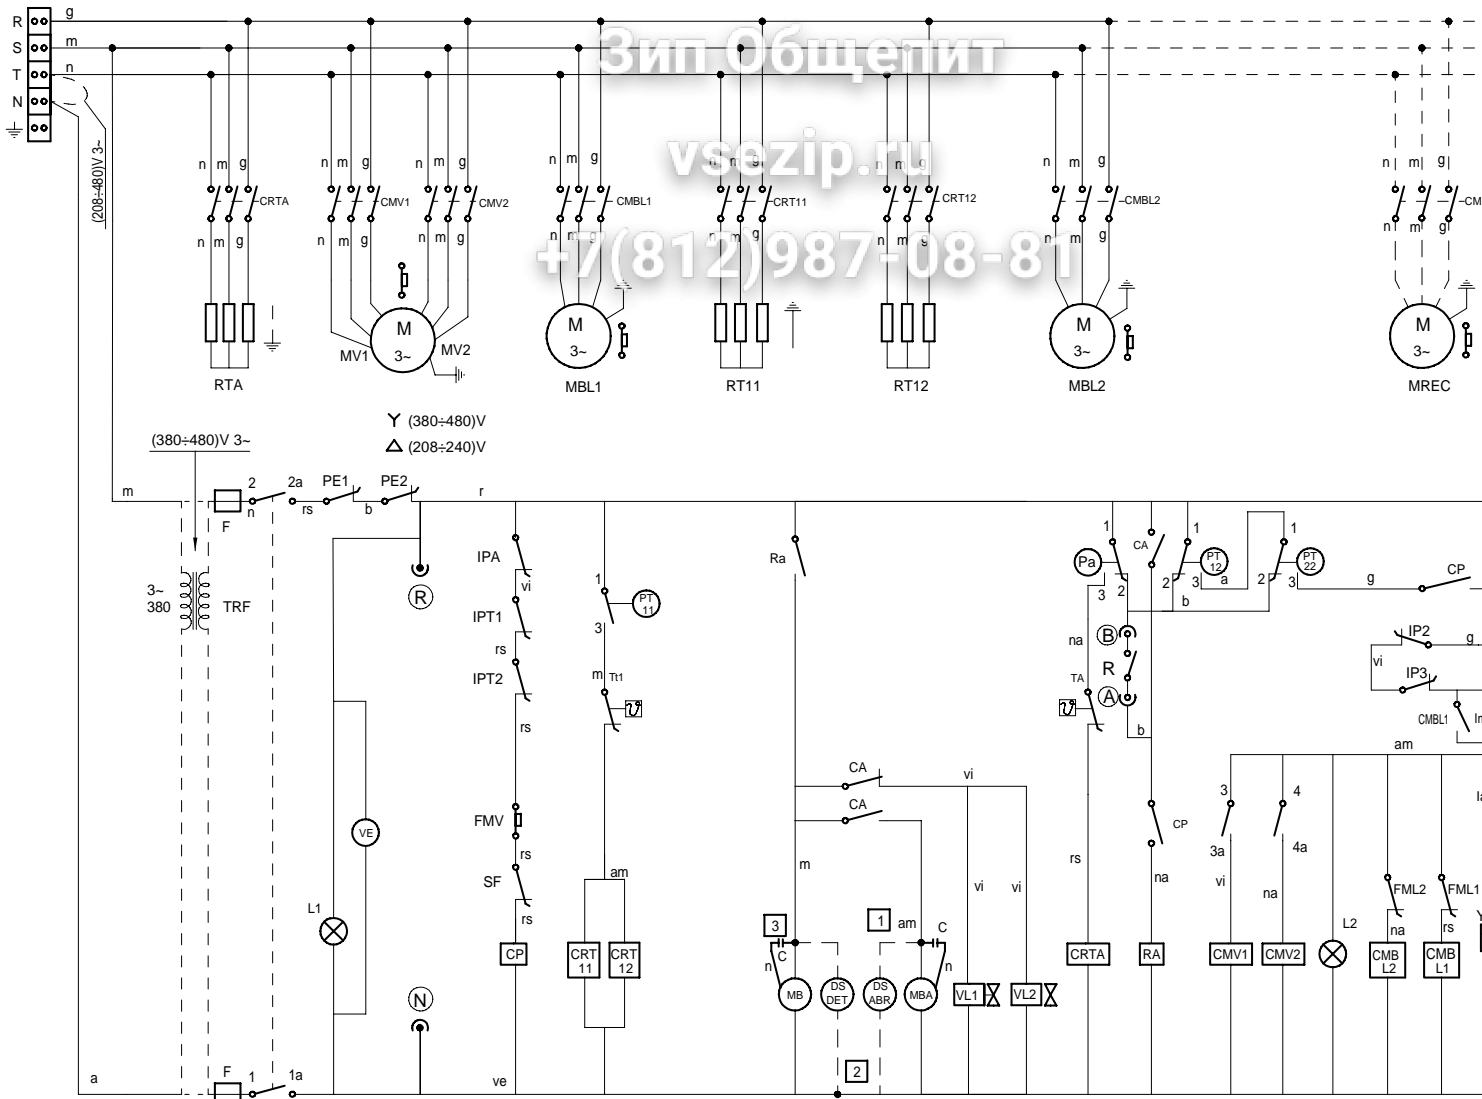 R g
S m
T n
N
(208÷480)V 3~
Зип Общепит
vsezip.ru
+7(812)987-08-81
n m g n m g n m g n m g n m g n m g n m g n m g
CRTA CMV1 CMV2 CMBL1 CRT11 CRT12 CMBL2 CM
n m g n m g n m g n m g n m g n m g n m g
M 3~ M 3~ M 3~ M 3~
MV1 MV2
RTA MBL1 RT11 RT12 MBL2 MREC
Y (380÷480)V
△ (208÷240)V
(380÷480)V 3~
m F 2 n 2a rs PE1 b PE2 r
3~
380 TRF
R
IPA
vi
IPT1
rs
IPT2
rs
FMV
rs
SF
rs
CP
1
PT
11
3
m Tt1
am
CRT
11
CRT
12
VE
L1
N
Ra
CA vi
CA
m
vi vi
3 1 am C
C
n n
MB
DS
DET
DS
ABR
MBA
VL1 VL2
2
1 CA 1 1
Pa PT
12
PT
22
3 2 2 3 a 2 3 g CP
b
B
R
A
na
TA
b
rs
CP
na
CRTA RA
IP2 g
vi
IP3
CMBL1 In
am
3 4
3a 4a
vi na
CMV1 CMV2
L2
FML2 FML1
na rs
CMB
L2
CMB
L1
a F 1 1a ve